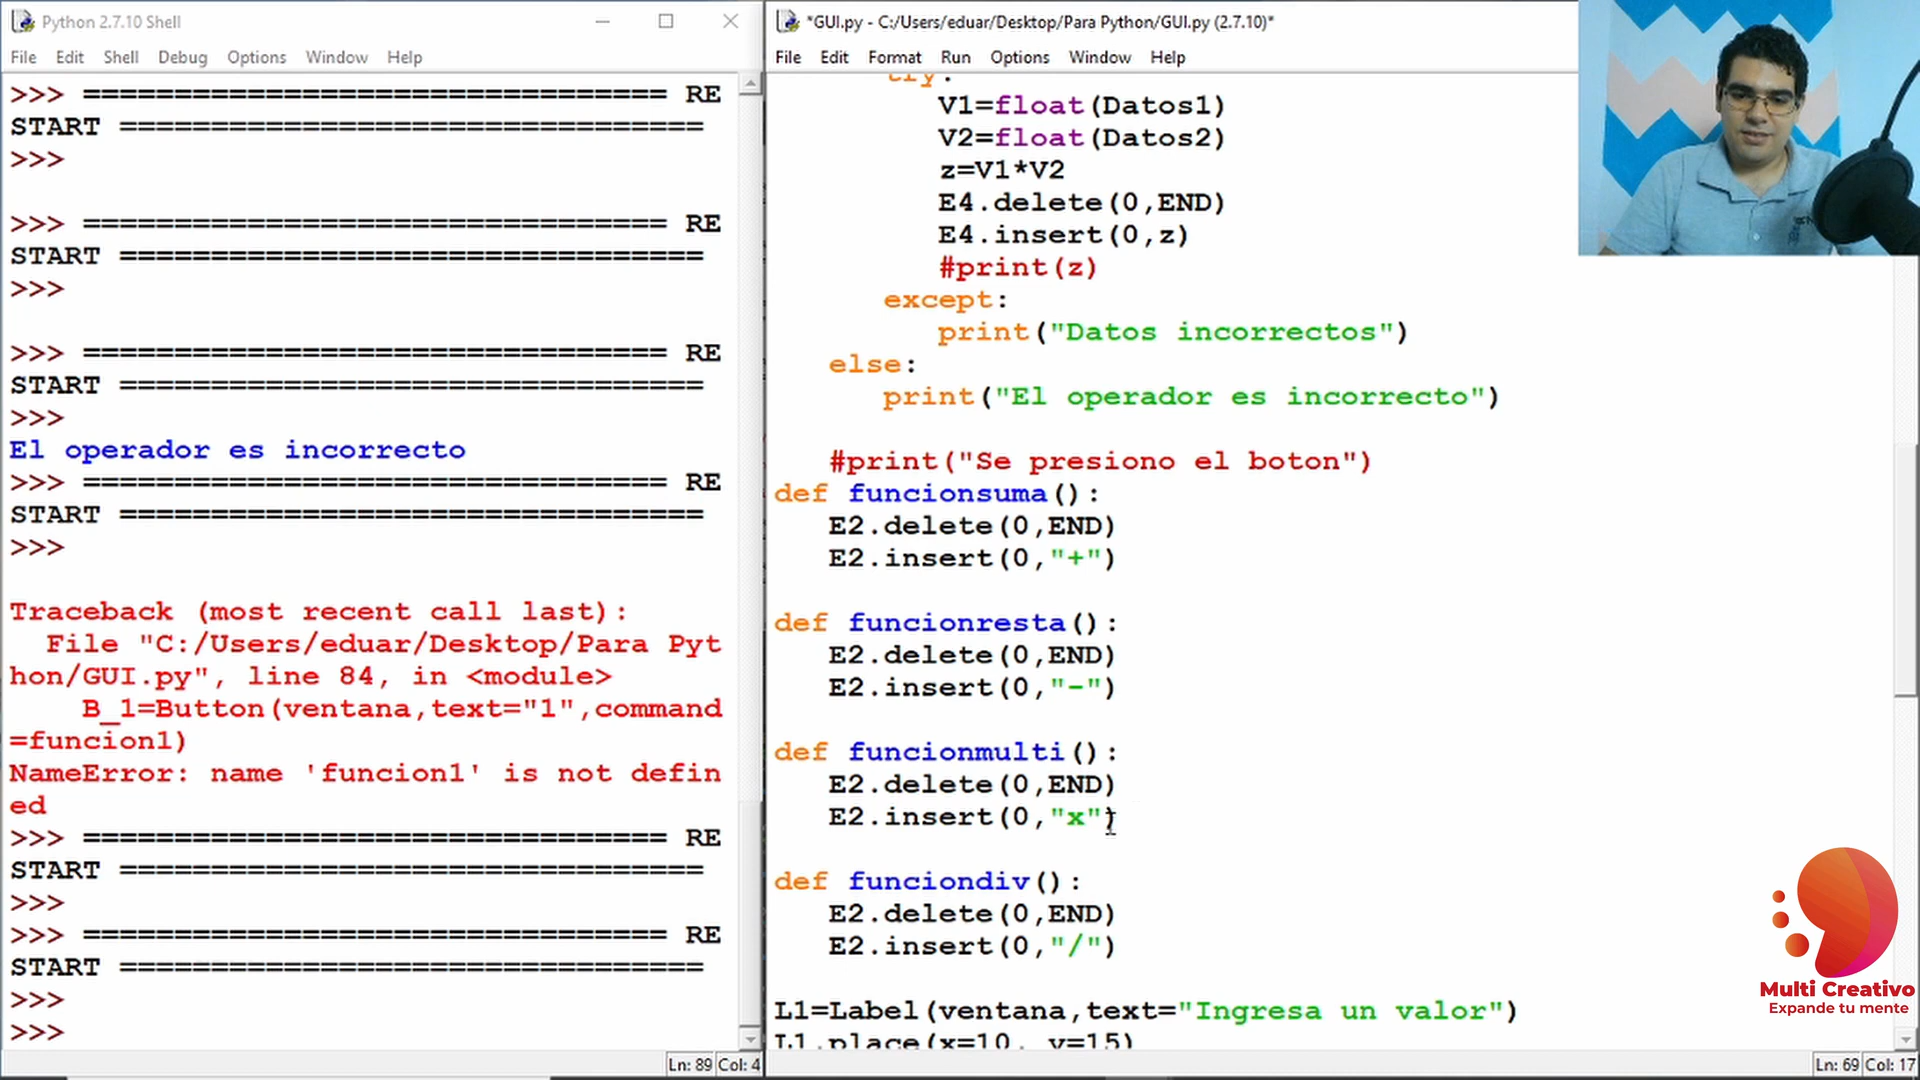 Python 2.7.10 Shell
File Edit Shell Debug Options Window Help
>>> ================================ RE
START ================================
>>>
>>> ================================ RE
START ================================
>>>
>>> ================================ RE
START ================================
>>>
El operador es incorrecto
>>> ================================ RE
START ================================
>>>
Traceback (most recent call last):
File "C:/Users/eduar/Desktop/Para Pyt
hon/GUI.py", line 84, in <module>
B_1=Button(ventana,text="1",command
=funcion1)
NameError: name 'funcion1' is not defin
ed
>>> ================================ RE
START ================================
>>>
>>> ================================ RE
START ================================
>>>
>>>
Ln: 89 Col: 4
*GUI.py - C:/Users/eduar/Desktop/Para Python/GUI.py (2.7.10)*
File Edit Format Run Options Window Help
try:
V1=float(Datos1)
V2=float(Datos2)
z=V1*V2
E4.delete(0,END)
E4.insert(0,z)
#print(z)
except:
print("Datos incorrectos")
else:
print("El operador es incorrecto")
#print("Se presiono el boton")
def funcionsuma():
E2.delete(0,END)
E2.insert(0,"+")
def funcionresta():
E2.delete(0,END)
E2.insert(0,"-")
def funcionmulti():
E2.delete(0,END)
E2.insert(0,"x")
def funciondiv():
E2.delete(0,END)
E2.insert(0,"/")
L1=Label(ventana,text="Ingresa un valor")
L1.place(x=10, y=15)
Ln: 69 Col: 17
Multi Creativo
Expande tu mente